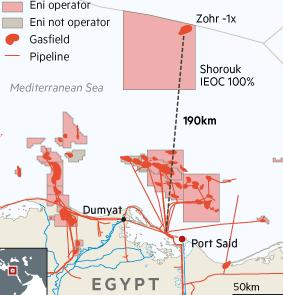 Eni operator
Eni not operator
Gasfield
Pipeline
Zohr -1x
Shorouk
IEOC 100%
Mediterranean Sea
190km
Dumyat
Port Said
EGYPT
50km